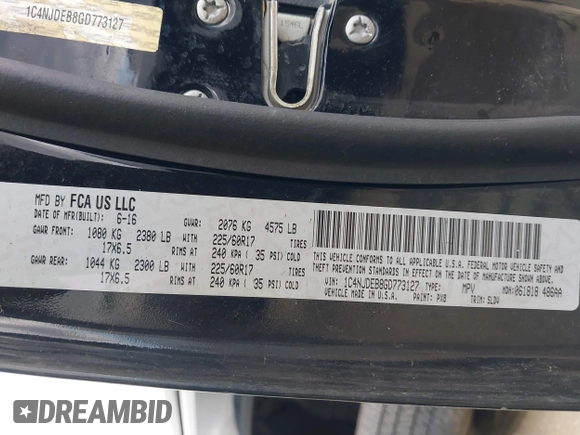 1C4NJDEB8GD773127
MFD BY FCA US LLC
DATE OF MFR(BUILT): 6-16 GVWR: 2076 KG 4575 LB
GAWR FRONT: 1080 KG 2380 LB WITH 225/60R17 TIRES
17X6.5 RIMS AT 240 KPA ( 35 PSI) COLD
GAWR REAR: 1044 KG 2300 LB WITH 225/60R17 TIRES
17X6.5 RIMS AT 240 KPA ( 35 PSI) COLD
THIS VEHICLE CONFORMS TO ALL APPLICABLE U.S.A. FEDERAL MOTOR VEHICLE SAFETY AND
THEFT PREVENTION STANDARDS IN EFFECT ON THE DATE OF MANUFACTURE SHOWN ABOVE
VIN: 1C4NJDEB8GD773127 TYPE: MPV MDH: 061818 486AA
VEHICLE MADE IN U.S.A. PAINT: PX8 TRIM: SLDV
DREAMBID